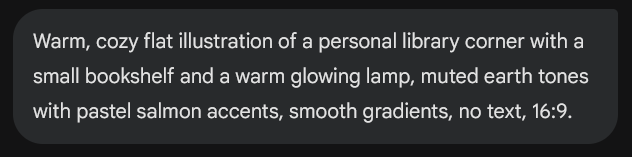 Warm, cozy flat illustration of a personal library corner with a
small bookshelf and a warm glowing lamp, muted earth tones
with pastel salmon accents, smooth gradients, no text, 16:9.